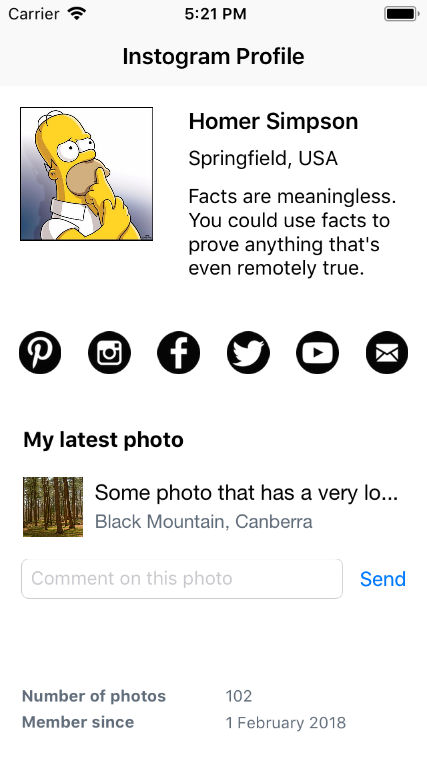 Carrier 5:21 PM
Instogram Profile
Homer Simpson
Springfield, USA
Facts are meaningless.
You could use facts to
prove anything that's
even remotely true.
My latest photo
Some photo that has a very lo...
Black Mountain, Canberra
Comment on this photo Send
Number of photos 102
Member since 1 February 2018